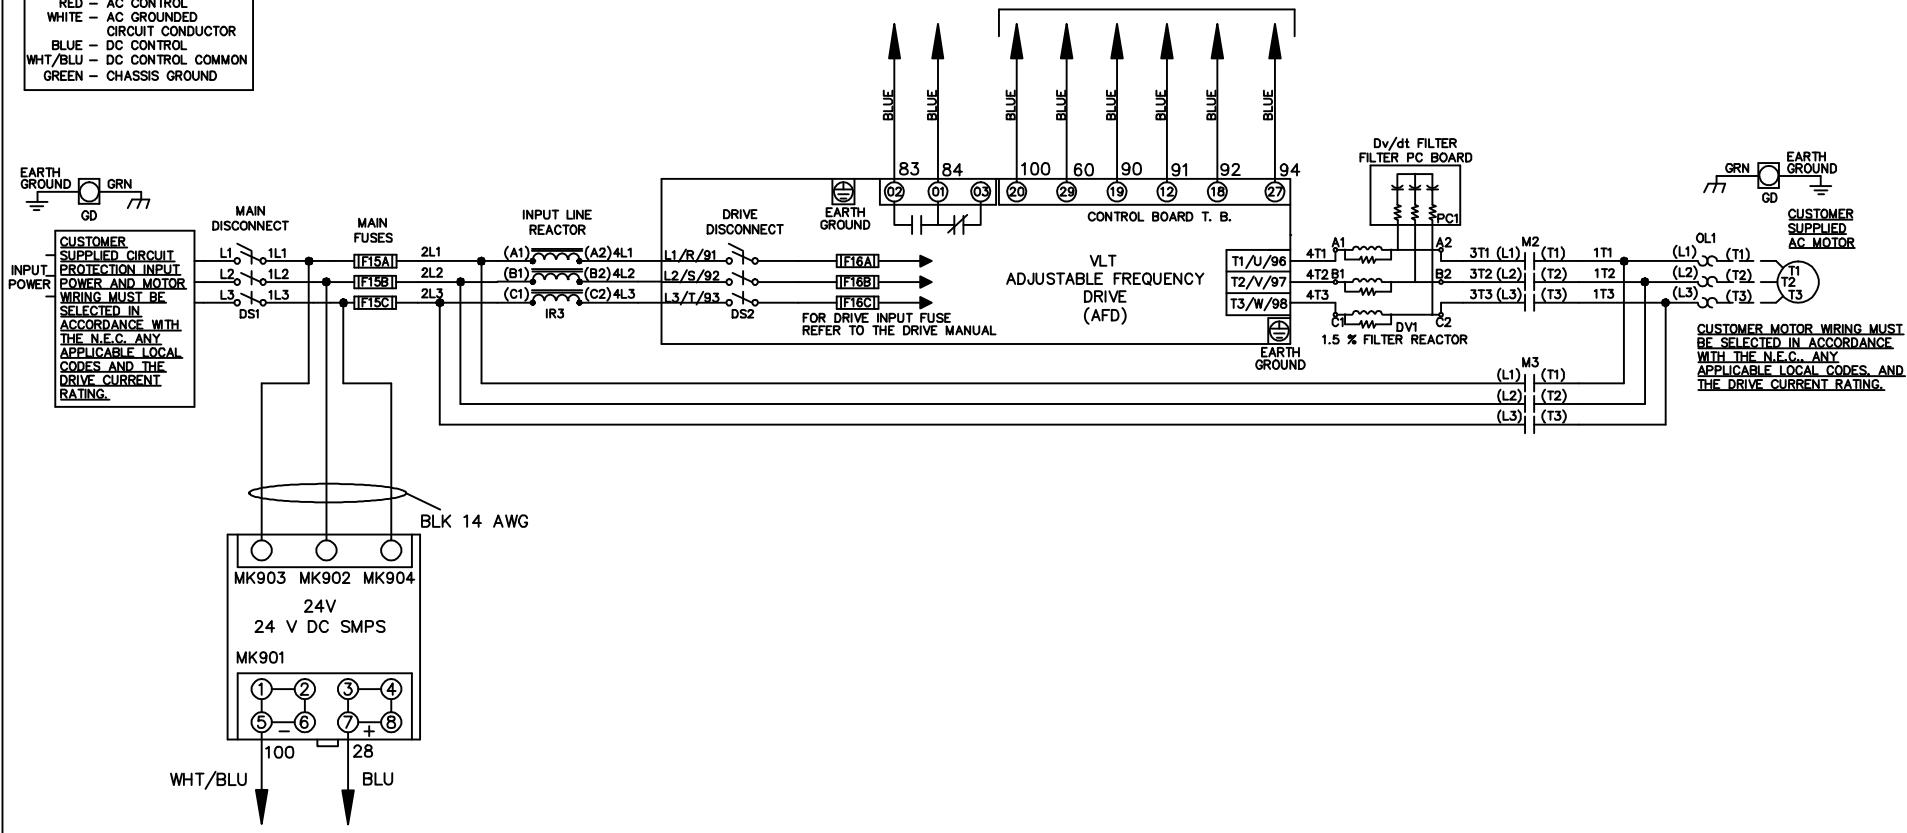 RED – AC CONTROL
WHITE – AC GROUNDED
CIRCUIT CONDUCTOR
BLUE – DC CONTROL
WHT/BLU – DC CONTROL COMMON
GREEN – CHASSIS GROUND
BLUE
BLUE
BLUE
BLUE
BLUE
BLUE
BLUE
BLUE
83
84
100
60
90
91
92
94
02
01
03
20
29
19
12
18
27
EARTH
GROUND
CONTROL BOARD T. B.
EARTH
GROUND
GRN
GD
INPUT
POWER
CUSTOMER
SUPPLIED CIRCUIT
PROTECTION INPUT
POWER AND MOTOR
WIRING MUST BE
SELECTED IN
ACCORDANCE WITH
THE N.E.C. ANY
APPLICABLE LOCAL
CODES AND THE
DRIVE CURRENT
RATING.
MAIN
DISCONNECT
L1
1L1
L2
1L2
L3
1L3
DS1
MAIN
FUSES
F15A
F15B
F15C
2L1
2L2
2L3
INPUT LINE
REACTOR
(A1)
(A2)
4L1
(B1)
(B2)
4L2
(C1)
(C2)
4L3
IR3
DRIVE
DISCONNECT
L1/R/91
L2/S/92
L3/T/93
DS2
F16A
F16B
F16C
FOR DRIVE INPUT FUSE
REFER TO THE DRIVE MANUAL
VLT
ADJUSTABLE FREQUENCY
DRIVE
(AFD)
T1/U/96
T2/V/97
T3/W/98
EARTH
GROUND
4T1
4T2
4T3
Dv/dt FILTER
FILTER PC BOARD
PC1
A1
A2
B1
B2
C1
C2
DV1
1.5 % FILTER REACTOR
M2
3T1 (L1) (T1) 1T1
3T2 (L2) (T2) 1T2
3T3 (L3) (T3) 1T3
M3
(L1) (T1)
(L2) (T2)
(L3) (T3)
OL1
(L1) (T1)
(L2) (T2)
(L3) (T3)
T1
T2
T3
GRN
EARTH
GROUND
GD
CUSTOMER
SUPPLIED
AC MOTOR
CUSTOMER MOTOR WIRING MUST
BE SELECTED IN ACCORDANCE
WITH THE N.E.C., ANY
APPLICABLE LOCAL CODES, AND
THE DRIVE CURRENT RATING.
BLK 14 AWG
MK903 MK902 MK904
24V
24 V DC SMPS
MK901
1 2 3 4
5 6 7 8
– +
100
28
WHT/BLU
BLU